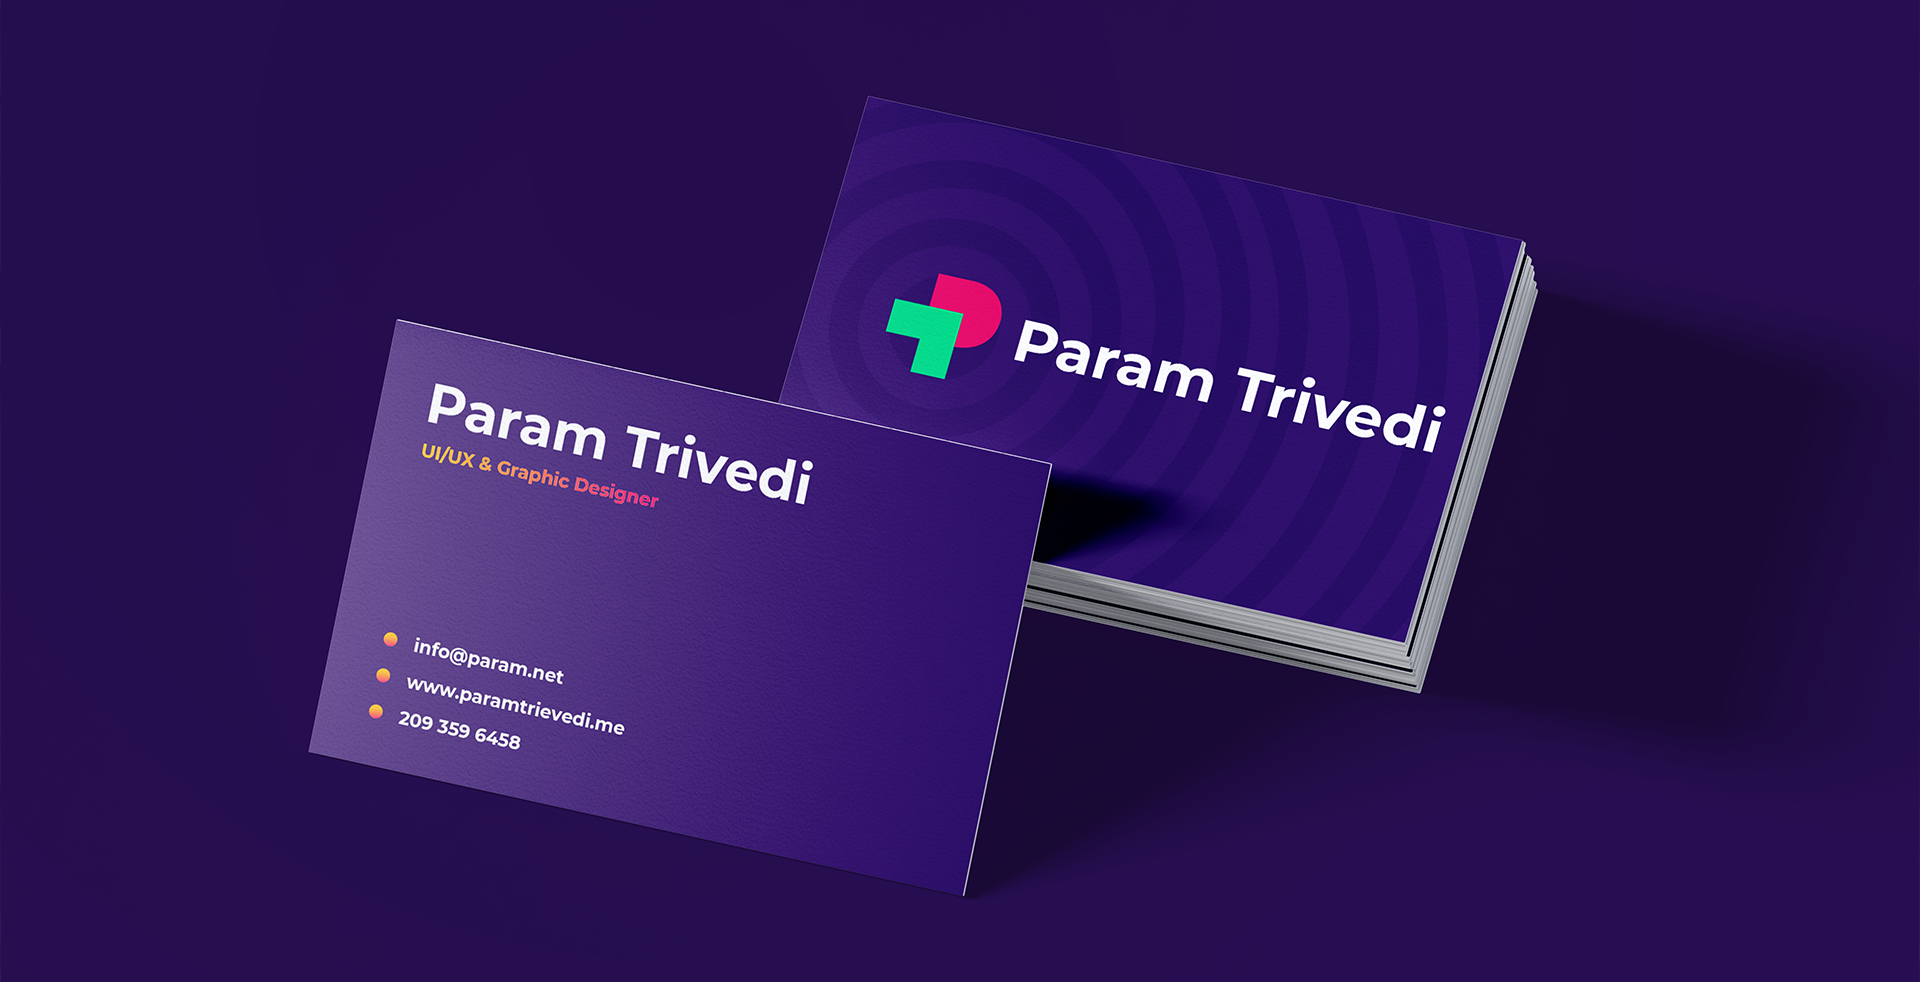 Param Trivedi
Param Trivedi
UI/UX & Graphic Designer
info@param.net
www.paramtrievedi.me
209 359 6458